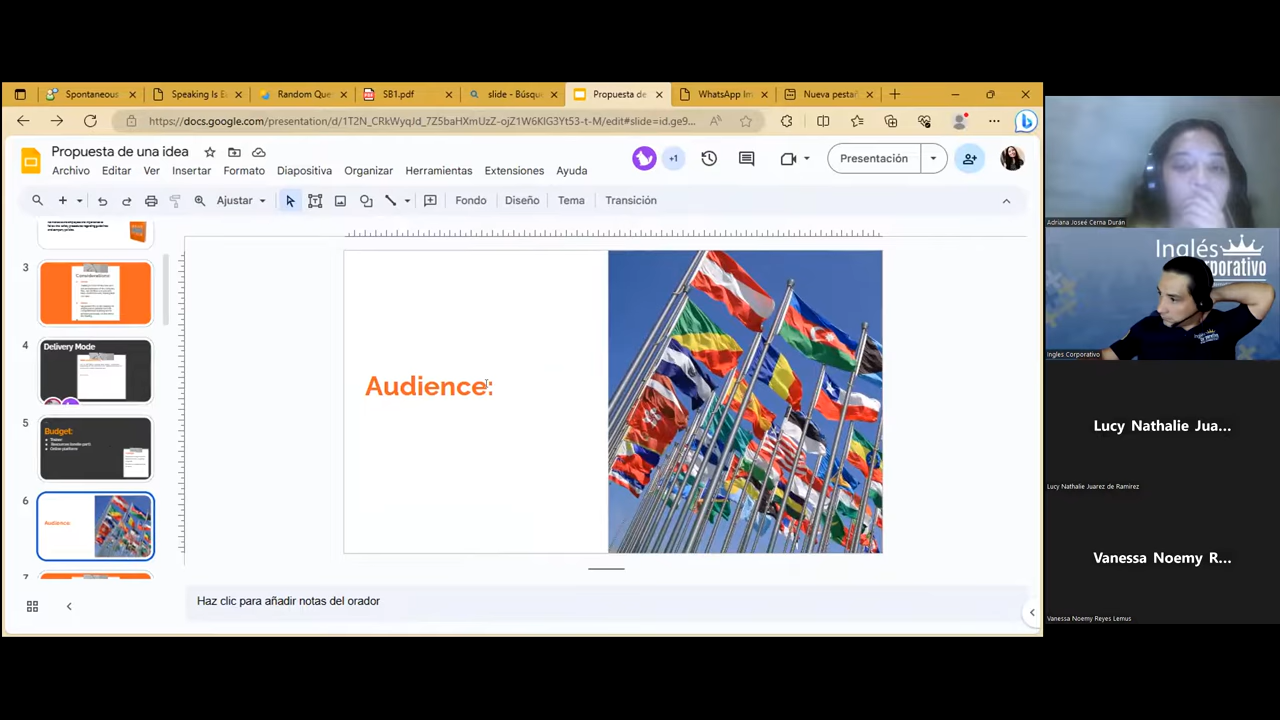 Spontaneous
Speaking Is E
Random Que
SB1.pdf
slide - Búsqu
Propuesta de
WhatsApp Im
Nueva pestañ
https://docs.google.com/presentation/d/1T2N_CRkWyqJd_7Z5baHXmUzZ-ojZ1W6KIG3Yt53-t-M/edit#slide=id.ge9...
Propuesta de una idea
+1
Presentación
Archivo Editar Ver Insertar Formato Diapositiva Organizar Herramientas Extensiones Ayuda
Ajustar
Fondo Diseño Tema Transición
3
Considerations
4
Delivery Mode
5
Budget:
Trainer
Online platform
6
Audience:
7
Audience:
Haz clic para añadir notas del orador
Adriana Joseé Cerna Durán
Inglés
orporativo
Ingles Corporativo
Lucy Nathalie Jua...
Lucy Nathalie Juarez de Ramirez
Vanessa Noemy R...
Vanessa Noemy Reyes Lemus